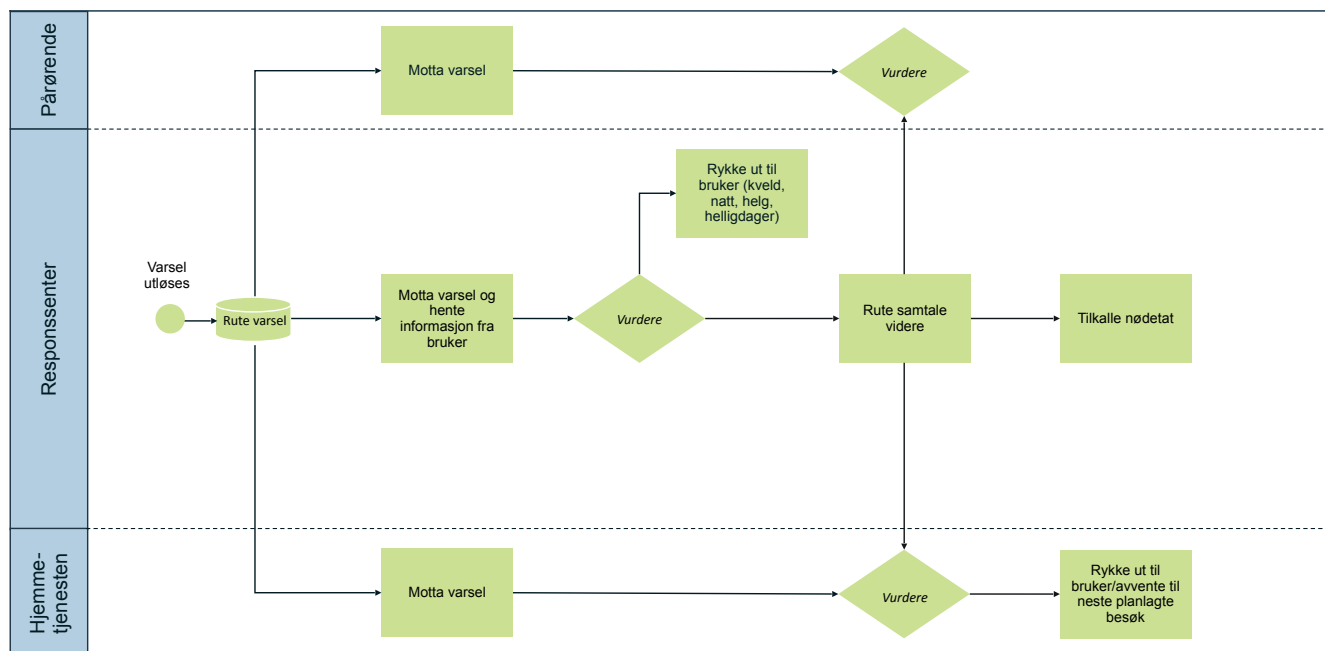 Pårørende
Motta varsel
Vurdere
Responssenter
Varsel
utløses
Rute varsel
Motta varsel og
hente
informasjon fra
bruker
Vurdere
Rykke ut til
bruker (kveld,
natt, helg,
helligdager)
Rute samtale
videre
Tilkalle nødetat
Hjemme-
tjenesten
Motta varsel
Vurdere
Rykke ut til
bruker/avvente til
neste planlagte
besøk